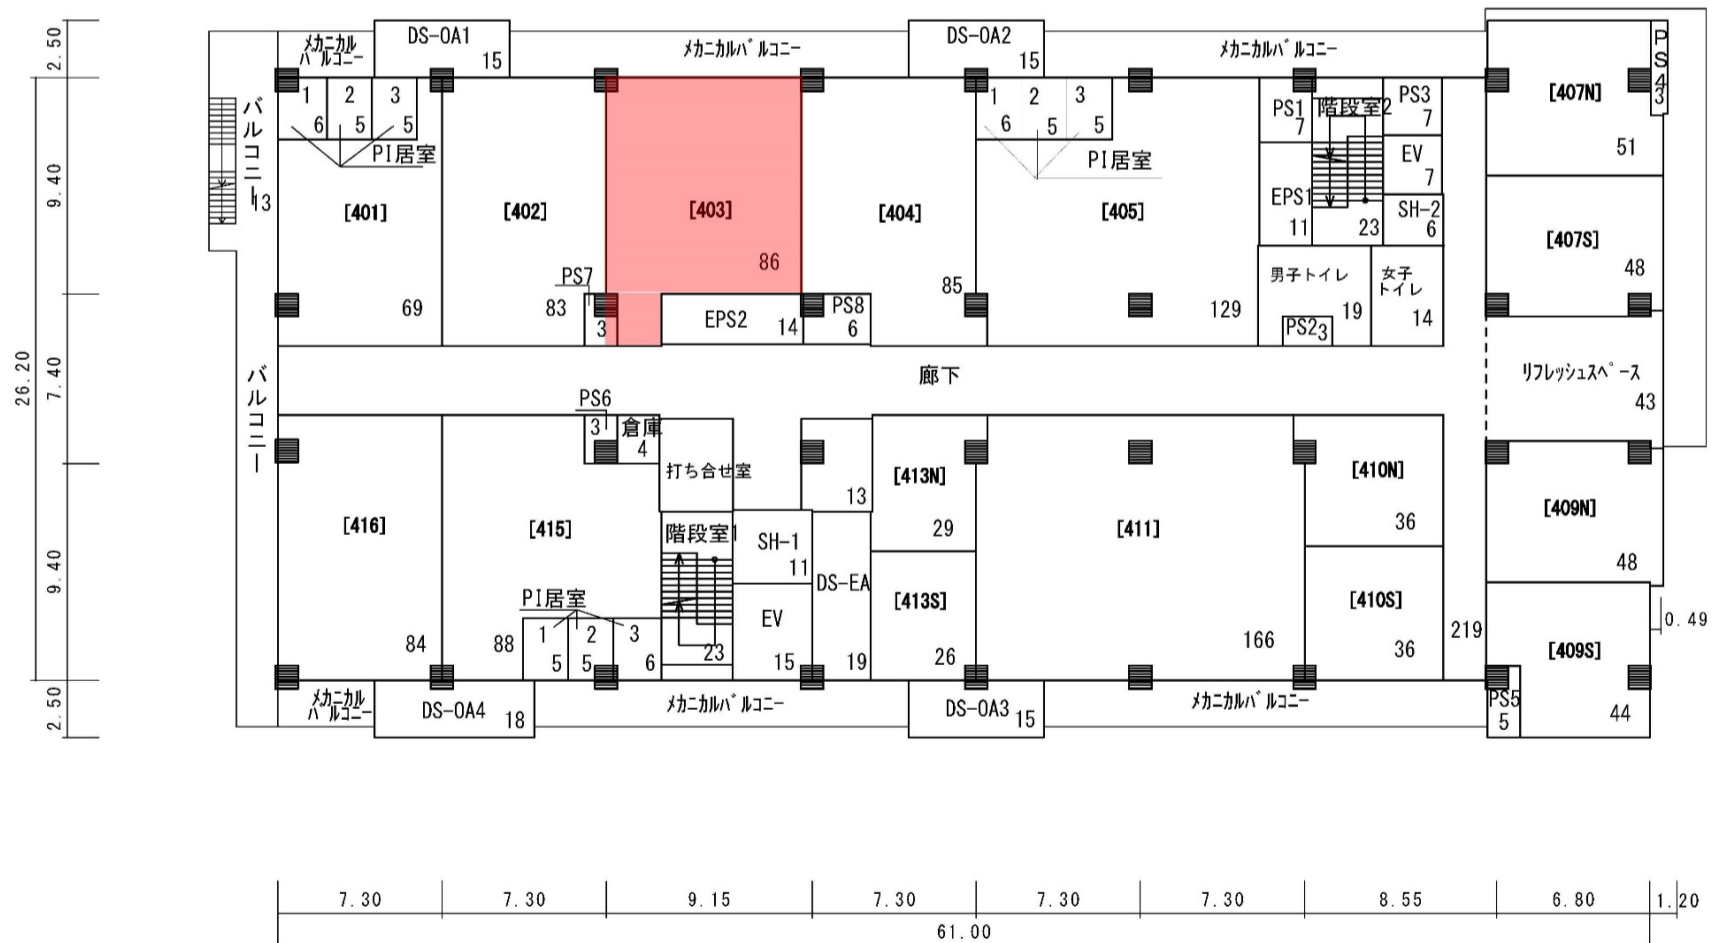 2.50
9.40
7.40
26.20
9.40
2.50
メカニカル
バルコニー
DS-OA1
15
メカニカルバルコニー
DS-OA2
15
メカニカルバルコニー
バルコニー
13
1
6
2
5
3
5
PI居室
[401]
69
[402]
83
PS7
3
[403]
86
EPS2
14
[404]
85
PS8
6
1
6
2
5
3
5
PI居室
[405]
129
PS1
7
階段室2
23
PS3
7
EV
7
EPS1
11
SH-2
6
男子トイレ
19
女子
トイレ
14
PS2
3
[407N]
51
PS4
3
[407S]
48
廊下
219
リフレッシュスペース
43
バルコニー
[416]
84
PS6
3
倉庫
4
[415]
88
PI居室
1
5
2
5
3
6
打ち合せ室
階段室1
23
SH-1
11
EV
15
13
DS-EA
19
[413N]
29
[413S]
26
[411]
166
[410N]
36
[410S]
36
[409N]
48
[409S]
44
0.49
PS5
5
メカニカル
バルコニー
DS-OA4
18
メカニカルバルコニー
DS-OA3
15
メカニカルバルコニー
7.30
7.30
9.15
7.30
7.30
7.30
8.55
6.80
1.20
61.00